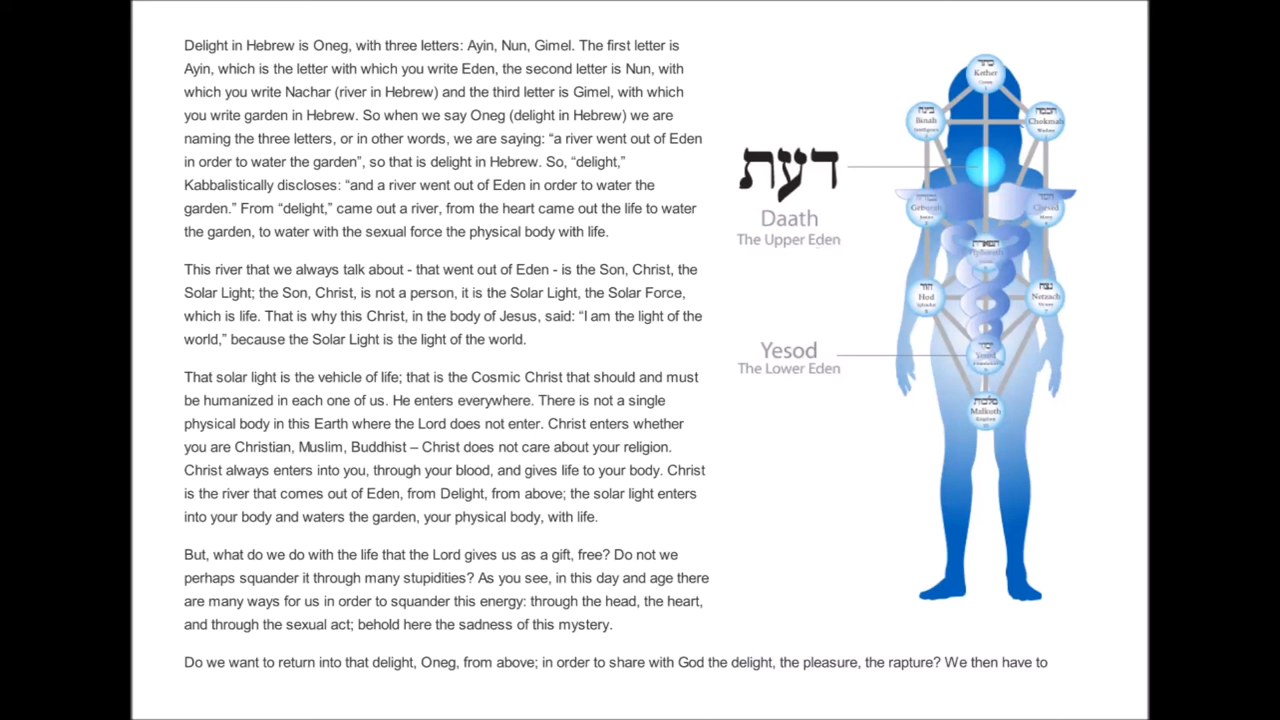 Delight in Hebrew is Oneg, with three letters: Ayin, Nun, Gimel. The first letter is
Ayin, which is the letter with which you write Eden, the second letter is Nun, with
which you write Nachar (river in Hebrew) and the third letter is Gimel, with which
you write garden in Hebrew. So when we say Oneg (delight in Hebrew) we are
naming the three letters, or in other words, we are saying: “a river went out of Eden
in order to water the garden”, so that is delight in Hebrew. So, “delight,”
Kabbalistically discloses: “and a river went out of Eden in order to water the
garden.” From “delight,” came out a river, from the heart came out the life to water
the garden, to water with the sexual force the physical body with life.
This river that we always talk about - that went out of Eden - is the Son, Christ, the
Solar Light; the Son, Christ, is not a person, it is the Solar Light, the Solar Force,
which is life. That is why this Christ, in the body of Jesus, said: “I am the light of the
world,” because the Solar Light is the light of the world.
That solar light is the vehicle of life; that is the Cosmic Christ that should and must
be humanized in each one of us. He enters everywhere. There is not a single
physical body in this Earth where the Lord does not enter. Christ enters whether
you are Christian, Muslim, Buddhist – Christ does not care about your religion.
Christ always enters into you, through your blood, and gives life to your body. Christ
is the river that comes out of Eden, from Delight, from above; the solar light enters
into your body and waters the garden, your physical body, with life.
But, what do we do with the life that the Lord gives us as a gift, free? Do not we
perhaps squander it through many stupidities? As you see, in this day and age there
are many ways for us in order to squander this energy: through the head, the heart,
and through the sexual act; behold here the sadness of this mystery.
Do we want to return into that delight, Oneg, from above; in order to share with God the delight, the pleasure, the rapture? We then have to
דעת
Daath
The Upper Eden
Yesod
The Lower Eden
כתר
Kether
בינה
Binah
חכמה
Chokmah
Geburah
חסד
Chesed
תפארת
הוד
Hod
נצח
Netzach
יסוד
Yesod
מלכות
Malkuth